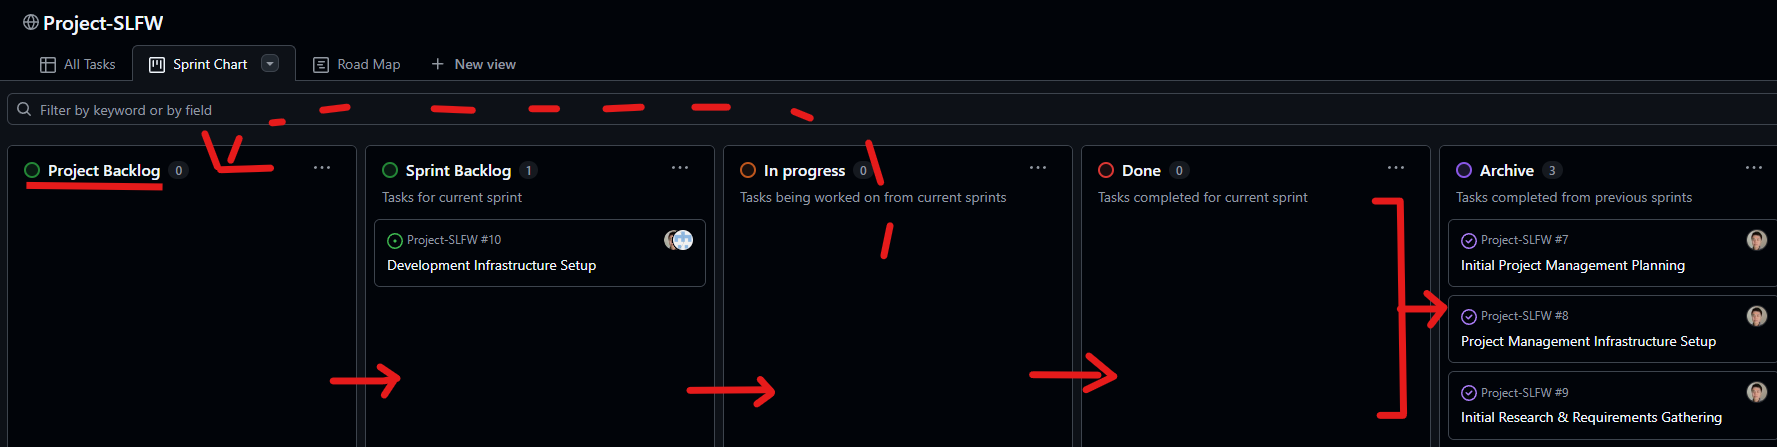 Project-SLFW
All Tasks
Sprint Chart
Road Map
New view
Filter by keyword or by field
Project Backlog 0
Sprint Backlog 1
Tasks for current sprint
Project-SLFW #10
Development Infrastructure Setup
In progress 0
Tasks being worked on from current sprints
Done 0
Tasks completed for current sprint
Archive 3
Tasks completed from previous sprints
Project-SLFW #7
Initial Project Management Planning
Project-SLFW #8
Project Management Infrastructure Setup
Project-SLFW #9
Initial Research & Requirements Gathering